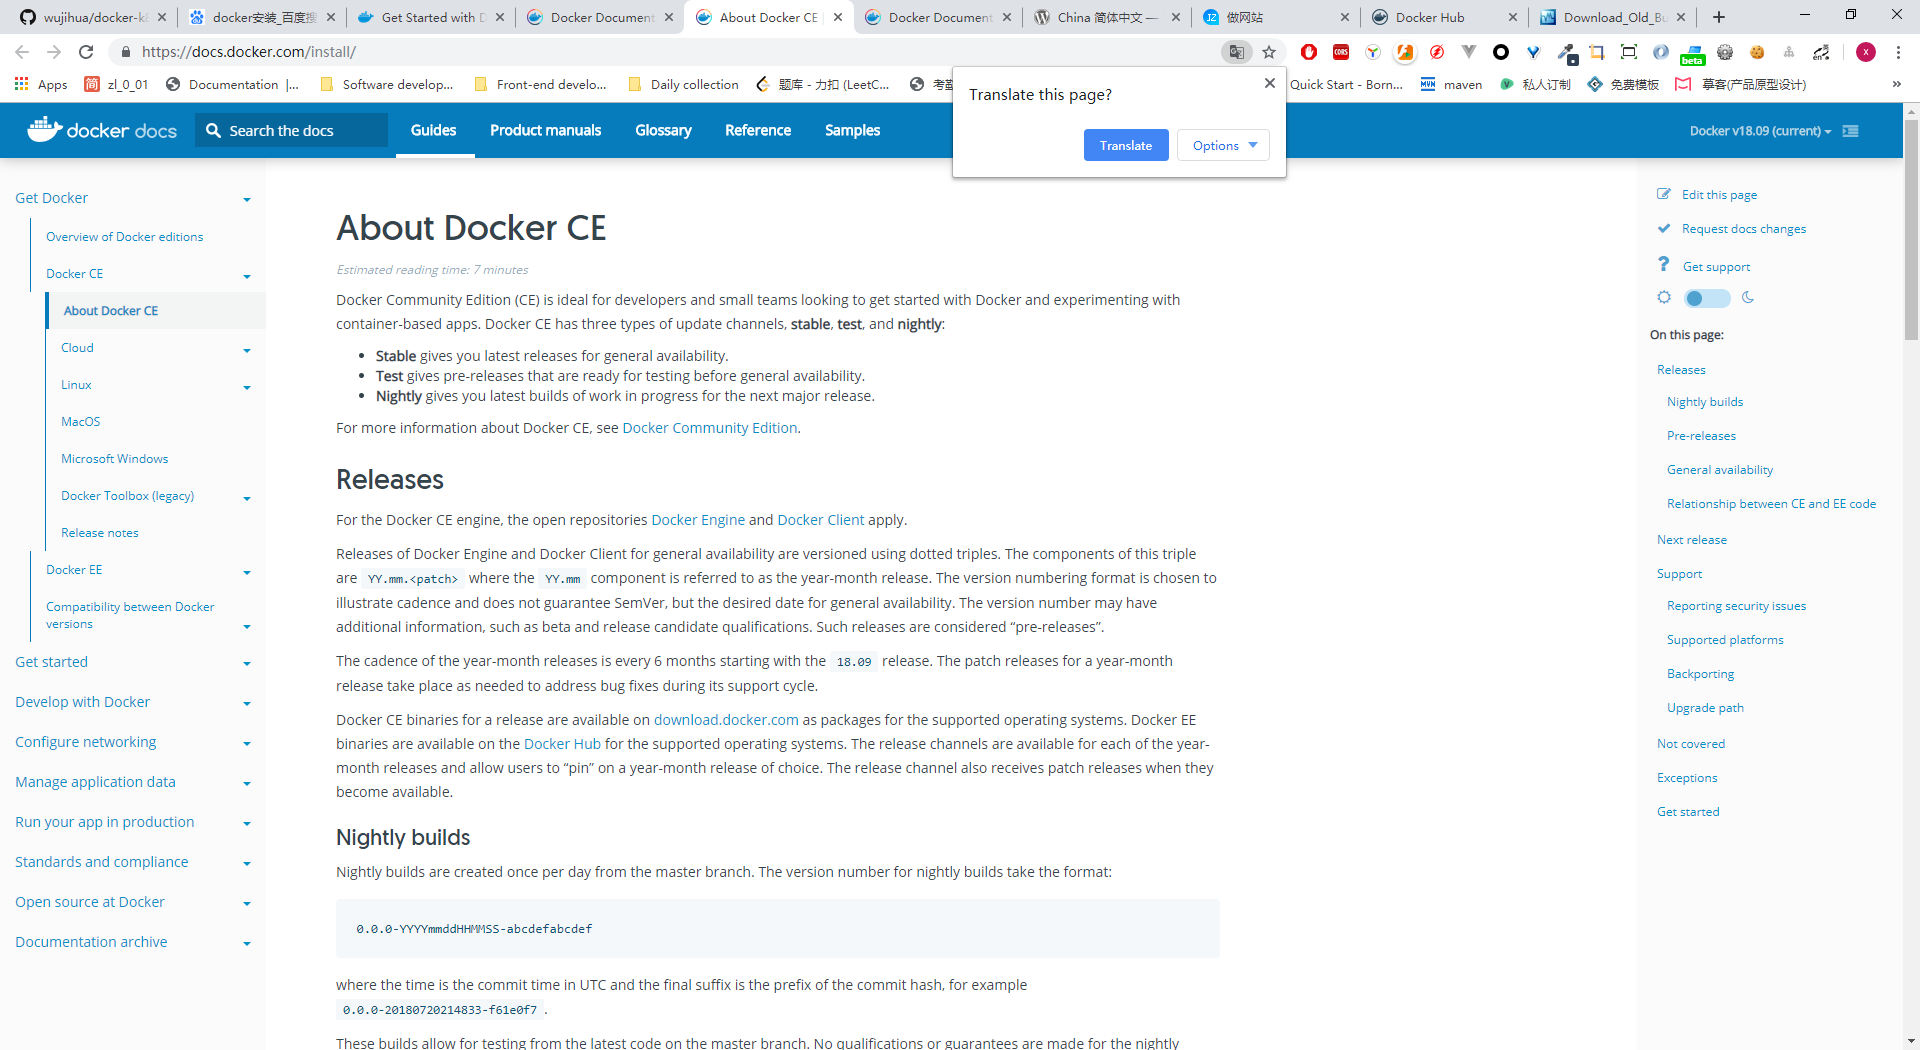 wujihua/docker-k8
docker安装_百度搜
Get Started with D
Docker Document
About Docker CE
Docker Document
China 简体中文 —
做网站
Docker Hub
Download_Old_Bu
https://docs.docker.com/install/
Apps
zl_0_01
Documentation |...
Software develop...
Front-end develo...
Daily collection
题库 - 力扣 (LeetC...
Quick Start - Born...
maven
私人订制
免费模板
摹客(产品原型设计)
»
Translate this page?
Translate
Options
docker docs
Search the docs
Guides
Product manuals
Glossary
Reference
Samples
Docker v18.09 (current)
Get Docker
Overview of Docker editions
Docker CE
About Docker CE
Cloud
Linux
MacOS
Microsoft Windows
Docker Toolbox (legacy)
Release notes
Docker EE
Compatibility between Docker
versions
Get started
Develop with Docker
Configure networking
Manage application data
Run your app in production
Standards and compliance
Open source at Docker
Documentation archive
About Docker CE
Estimated reading time: 7 minutes
Docker Community Edition (CE) is ideal for developers and small teams looking to get started with Docker and experimenting with
container-based apps. Docker CE has three types of update channels, stable, test, and nightly:
• Stable gives you latest releases for general availability.
• Test gives pre-releases that are ready for testing before general availability.
• Nightly gives you latest builds of work in progress for the next major release.
For more information about Docker CE, see Docker Community Edition.
Releases
For the Docker CE engine, the open repositories Docker Engine and Docker Client apply.
Releases of Docker Engine and Docker Client for general availability are versioned using dotted triples. The components of this triple
are YY.mm.<patch> where the YY.mm component is referred to as the year-month release. The version numbering format is chosen to
illustrate cadence and does not guarantee SemVer, but the desired date for general availability. The version number may have
additional information, such as beta and release candidate qualifications. Such releases are considered “pre-releases”.
The cadence of the year-month releases is every 6 months starting with the 18.09 release. The patch releases for a year-month
release take place as needed to address bug fixes during its support cycle.
Docker CE binaries for a release are available on download.docker.com as packages for the supported operating systems. Docker EE
binaries are available on the Docker Hub for the supported operating systems. The release channels are available for each of the year-
month releases and allow users to “pin” on a year-month release of choice. The release channel also receives patch releases when they
become available.
Nightly builds
Nightly builds are created once per day from the master branch. The version number for nightly builds take the format:
0.0.0-YYYYmmddHHMMSS-abcdefabcdef
where the time is the commit time in UTC and the final suffix is the prefix of the commit hash, for example
0.0.0-20180720214833-f61e0f7 .
These builds allow for testing from the latest code on the master branch. No qualifications or guarantees are made for the nightly
Edit this page
Request docs changes
Get support
On this page:
Releases
Nightly builds
Pre-releases
General availability
Relationship between CE and EE code
Next release
Support
Reporting security issues
Supported platforms
Backporting
Upgrade path
Not covered
Exceptions
Get started